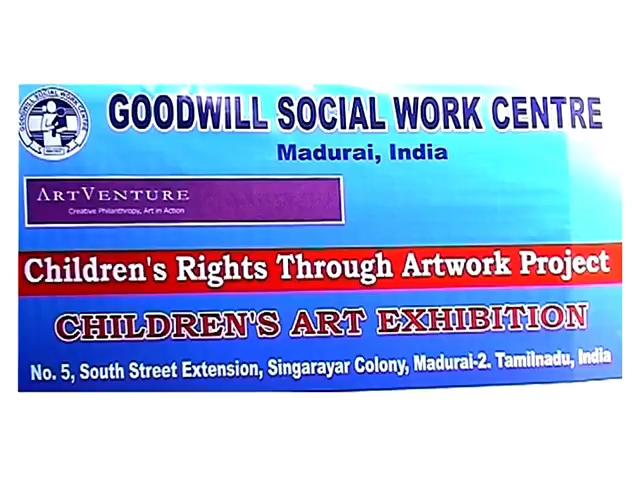 GOODWILL SOCIAL WORK CENTRE
Madurai, India
ARTVENTURE
Creative Philanthropy, Art in Action
Children's Rights Through Artwork Project
CHILDREN'S ART EXHIBITION
No. 5, South Street Extension, Singarayar Colony, Madurai-2. Tamilnadu, India